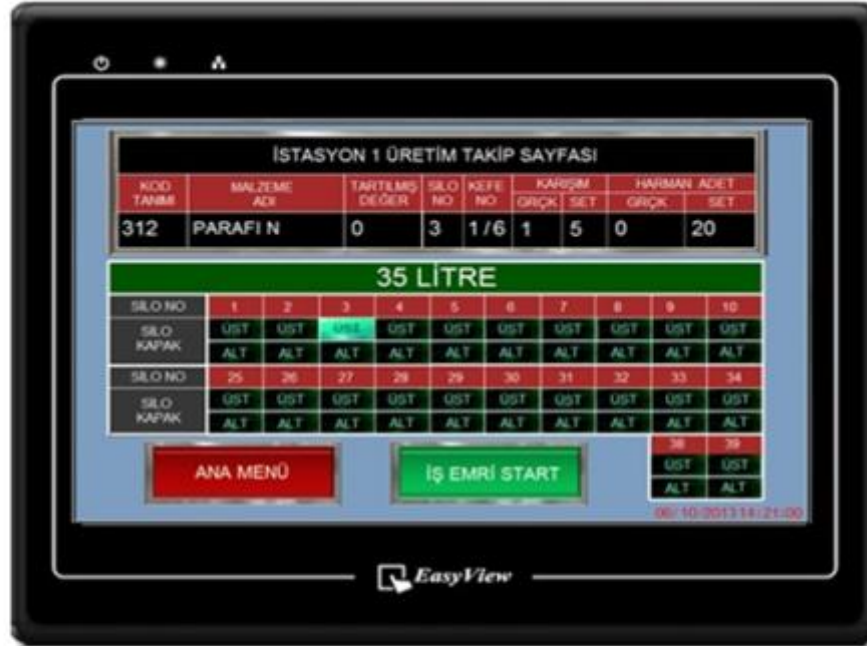 İSTASYON 1 ÜRETİM TAKİP SAYFASI
KOD TANIMI MALZEME ADI TARTILMIŞ DEĞER SİLO NO KEFE NO KARIŞIM HARMAN ADET
GRÇK SET GRÇK SET
312 PARAFI N 0 3 1/6 1 5 0 20
35 LİTRE
SİLO NO 1 2 3 4 5 6 7 8 9 10
SİLO KAPAK ÜST ÜST ÜST ÜST ÜST ÜST ÜST ÜST ÜST ÜST
ALT ALT ALT ALT ALT ALT ALT ALT ALT ALT
SİLO NO 25 26 27 28 29 30 31 32 33 34
SİLO KAPAK ÜST ÜST ÜST ÜST ÜST ÜST ÜST ÜST ÜST ÜST
ALT ALT ALT ALT ALT ALT ALT ALT ALT ALT
38 39
ÜST ÜST
ALT ALT
ANA MENÜ İŞ EMRİ START
06/10/2013 14:21:00
EasyView